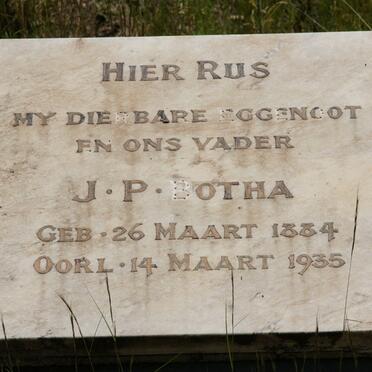 HIER RUS
MY DIERBARE EGGENOOT
EN ONS VADER
J·P·BOTHA
GEB·26 MAART 1884
OORL·14 MAART 1935